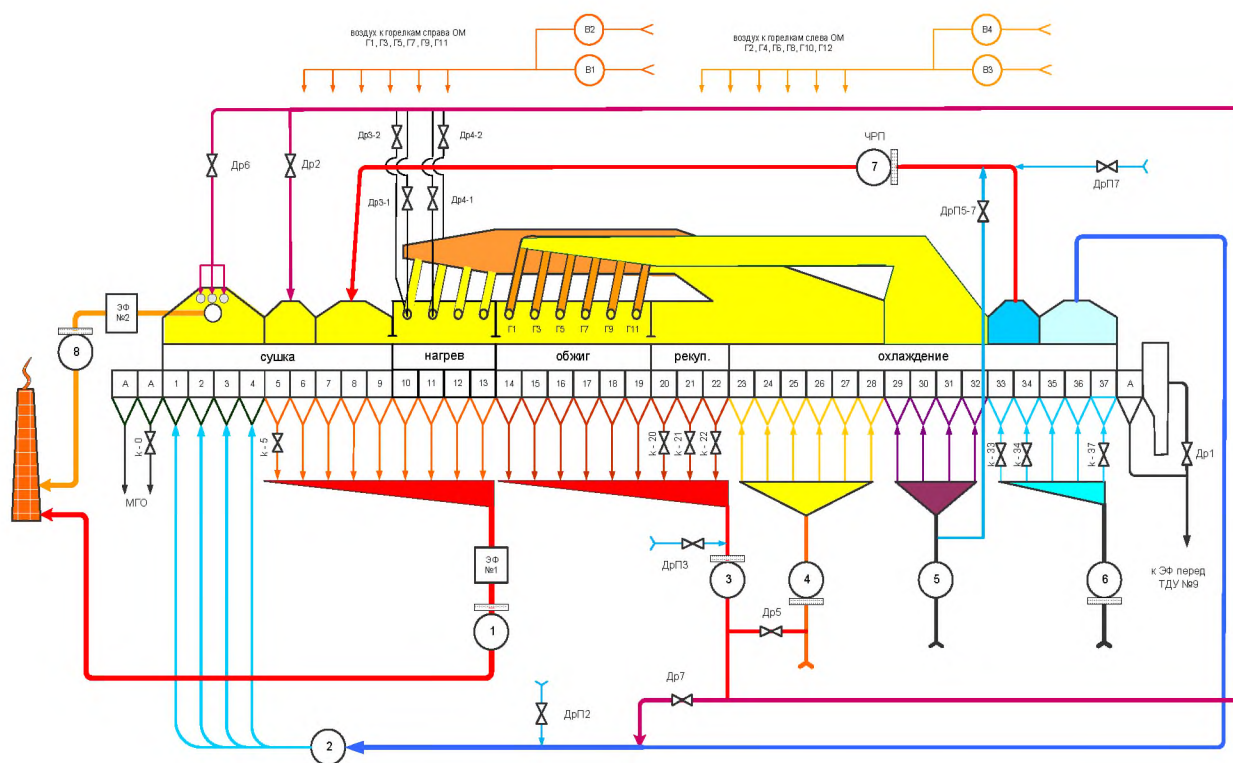 воздух к горелкам справа ОМ
Г1, Г3, Г5, Г7, Г9, Г11
В2
В1
воздух к горелкам слева ОМ
Г2, Г4, Г6, Г8, Г10, Г12
В4
В3
Др6
Др2
Др3-2
Др4-2
Др3-1
Др4-1
ЧРП
7
ДрП7
ДрП5-7
ЭФ
№2
8
Г1
Г3
Г5
Г7
Г9
Г11
сушка
нагрев
обжиг
рекуп.
охлаждение
А А 1 2 3 4 5 6 7 8 9 10 11 12 13 14 15 16 17 18 19 20 21 22 23 24 25 26 27 28 29 30 31 32 33 34 35 36 37 А
к - 0
к - 5
к - 20
к - 21
к - 22
к - 33
к - 34
к - 37
Др1
МГО
ЭФ
№1
ДрП3
3
4
5
6
к ЭФ перед
ТДУ №9
1
Др5
Др7
ДрП2
2